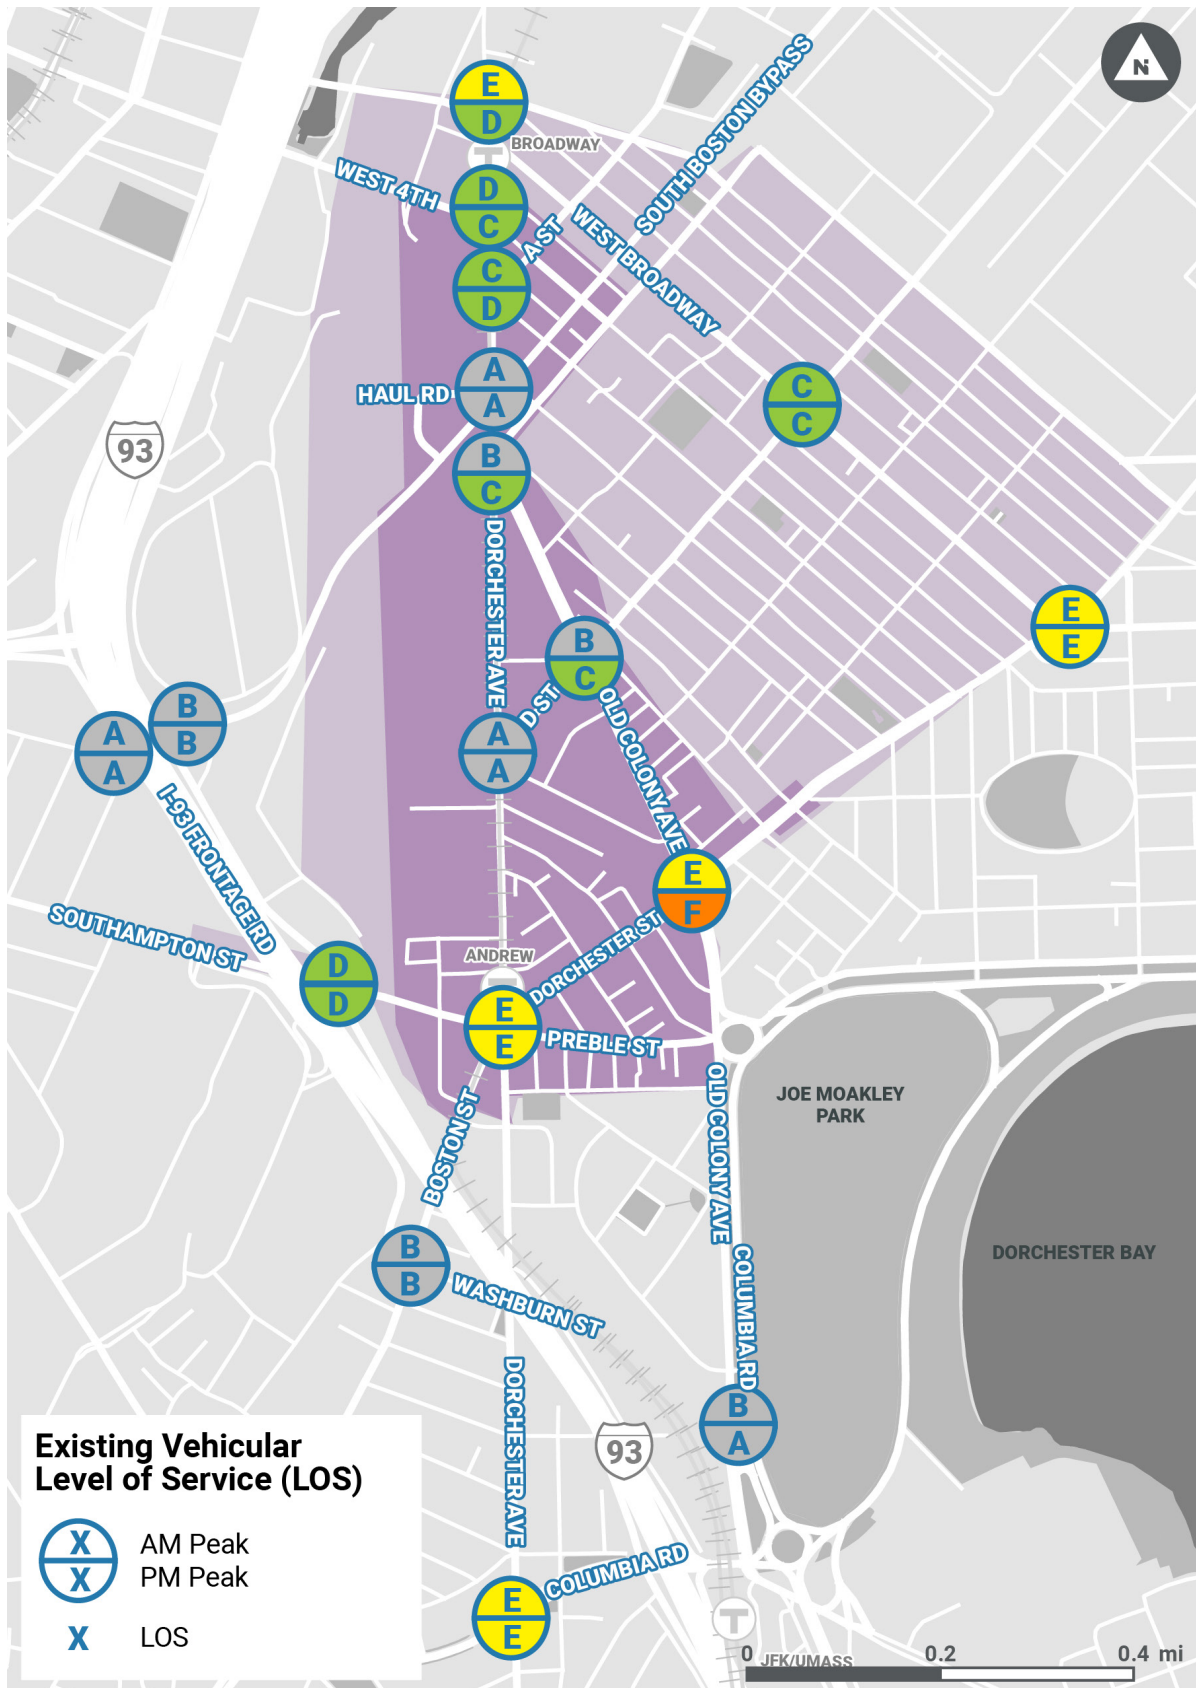 N
E
D
T
BROADWAY
SOUTH BOSTON BYPASS
WEST 4TH
D
C
A ST
WEST BROADWAY
C
D
HAUL RD
A
A
C
C
93
B
C
DORCHESTER AVE
E
E
B
C
D ST
OLD COLONY AVE
B
B
A
A
A
A
I-93 FRONTAGE RD
E
F
SOUTHAMPTON ST
DORCHESTER ST
ANDREW
D
D
E
E
PREBLE ST
OLD COLONY AVE
JOE MOAKLEY
PARK
BOSTON ST
B
B
WASHBURN ST
COLUMBIA RD
DORCHESTER BAY
DORCHESTER AVE
B
A
93
COLUMBIA RD
E
E
T
JFK/UMASS
Existing Vehicular
Level of Service (LOS)
X AM Peak
X PM Peak
X LOS
0 0.2 0.4 mi